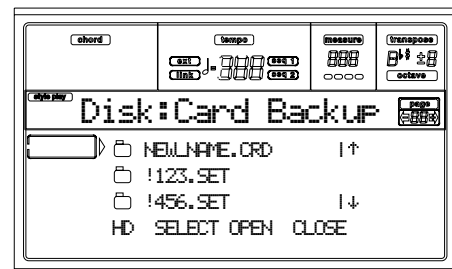 chord tempo measure transpose
ext seq 1
link seq 2
octave
style play Disk:Card Backup page
NEW_NAME.CRD
!123.SET
!456.SET
HD SELECT OPEN CLOSE